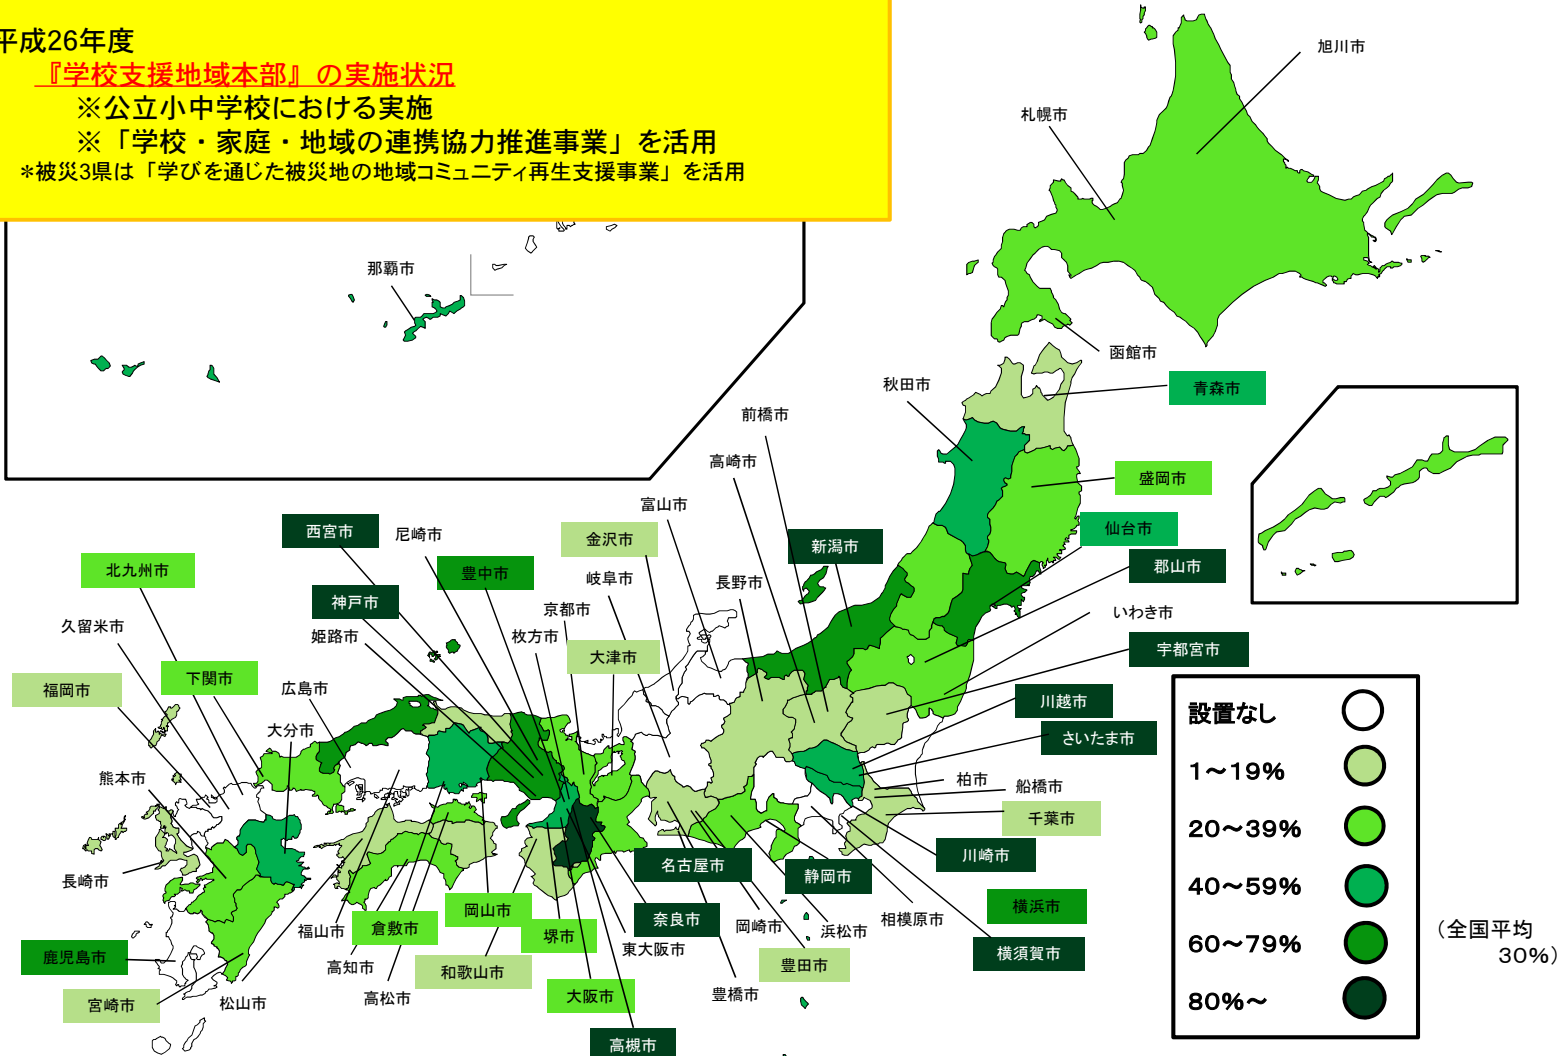 平成26年度
『学校支援地域本部』の実施状況
※公立小中学校における実施
※「学校・家庭・地域の連携協力推進事業」を活用
*被災3県は「学びを通じた被災地の地域コミュニティ再生支援事業」を活用
旭川市
札幌市
那覇市
函館市
秋田市
青森市
前橋市
高崎市
盛岡市
富山市
西宮市
尼崎市
金沢市
新潟市
仙台市
北九州市
豊中市
岐阜市
長野市
郡山市
神戸市
京都市
いわき市
久留米市
姫路市
枚方市
大津市
宇都宮市
福岡市
下関市
広島市
川越市
大分市
さいたま市
熊本市
柏市
船橋市
千葉市
長崎市
名古屋市
静岡市
川崎市
福山市
倉敷市
岡山市
堺市
奈良市
東大阪市
岡崎市
浜松市
相模原市
横浜市
鹿児島市
高知市
和歌山市
豊田市
横須賀市
宮崎市
松山市
高松市
大阪市
豊橋市
高槻市
設置なし
1~19%
20~39%
40~59%
60~79%
80%~
(全国平均
30%)